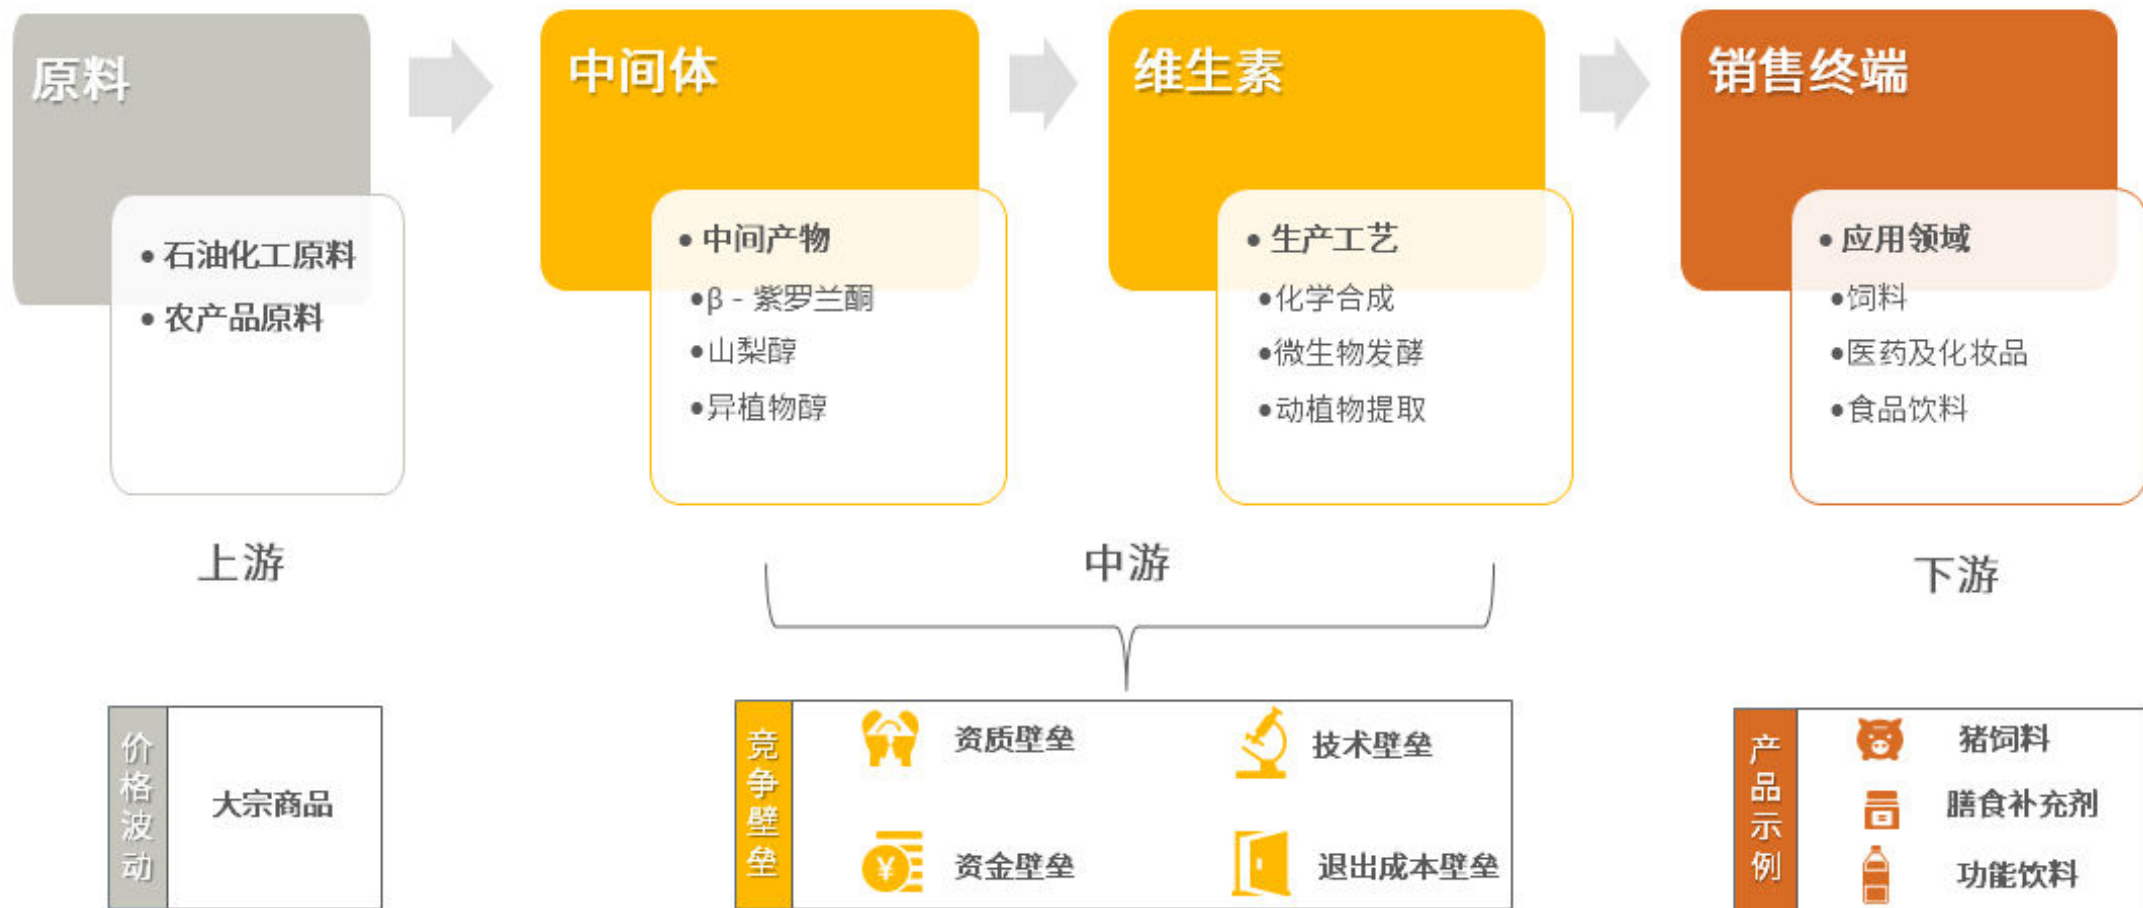 原料
• 石油化工原料
• 农产品原料
中间体
• 中间产物
•β - 紫罗兰酮
•山梨醇
•异植物醇
维生素
• 生产工艺
•化学合成
•微生物发酵
•动植物提取
销售终端
• 应用领域
•饲料
•医药及化妆品
•食品饮料
上游
中游
下游
价格波动
大宗商品
竞争壁垒
资质壁垒
技术壁垒
¥
资金壁垒
退出成本壁垒
产品示例
猪饲料
膳食补充剂
功能饮料